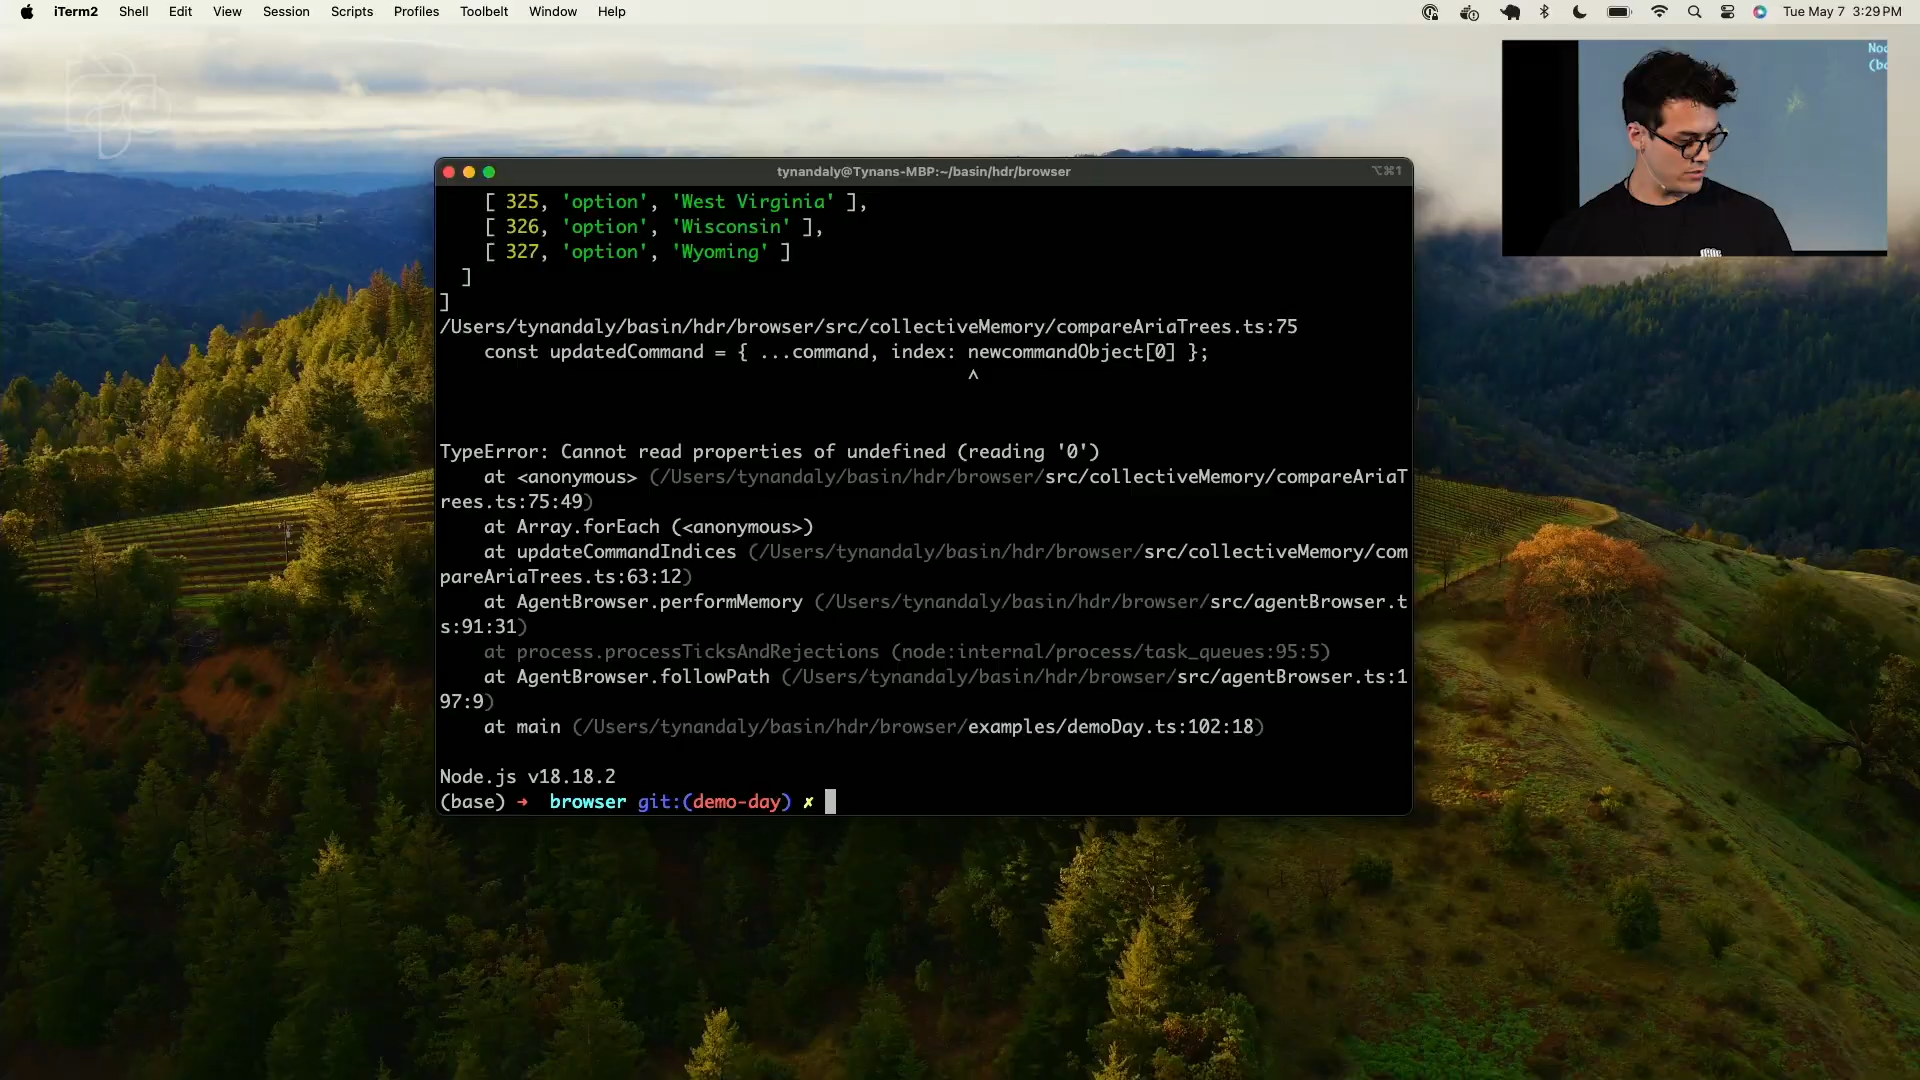 iTerm2 Shell Edit View Session Scripts Profiles Toolbelt Window Help Tue May 7 3:29 PM
tynandaly@Tynans-MBP:~/basin/hdr/browser ⌥⌘1
[ 325, 'option', 'West Virginia' ],
[ 326, 'option', 'Wisconsin' ],
[ 327, 'option', 'Wyoming' ]
]
]
/Users/tynandaly/basin/hdr/browser/src/collectiveMemory/compareAriaTrees.ts:75
const updatedCommand = { ...command, index: newcommandObject[0] };
^
TypeError: Cannot read properties of undefined (reading '0')
at <anonymous> (/Users/tynandaly/basin/hdr/browser/src/collectiveMemory/compareAriaT
rees.ts:75:49)
at Array.forEach (<anonymous>)
at updateCommandIndices (/Users/tynandaly/basin/hdr/browser/src/collectiveMemory/com
pareAriaTrees.ts:63:12)
at AgentBrowser.performMemory (/Users/tynandaly/basin/hdr/browser/src/agentBrowser.t
s:91:31)
at process.processTicksAndRejections (node:internal/process/task_queues:95:5)
at AgentBrowser.followPath (/Users/tynandaly/basin/hdr/browser/src/agentBrowser.ts:1
97:9)
at main (/Users/tynandaly/basin/hdr/browser/examples/demoDay.ts:102:18)
Node.js v18.18.2
(base) ➜ browser git:(demo-day) ✗